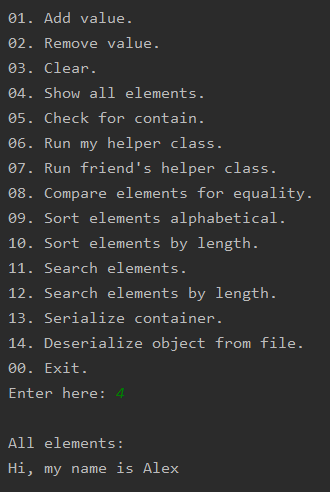 01. Add value.
02. Remove value.
03. Clear.
04. Show all elements.
05. Check for contain.
06. Run my helper class.
07. Run friend's helper class.
08. Compare elements for equality.
09. Sort elements alphabetical.
10. Sort elements by length.
11. Search elements.
12. Search elements by length.
13. Serialize container.
14. Deserialize object from file.
00. Exit.
Enter here: 4
All elements:
Hi, my name is Alex